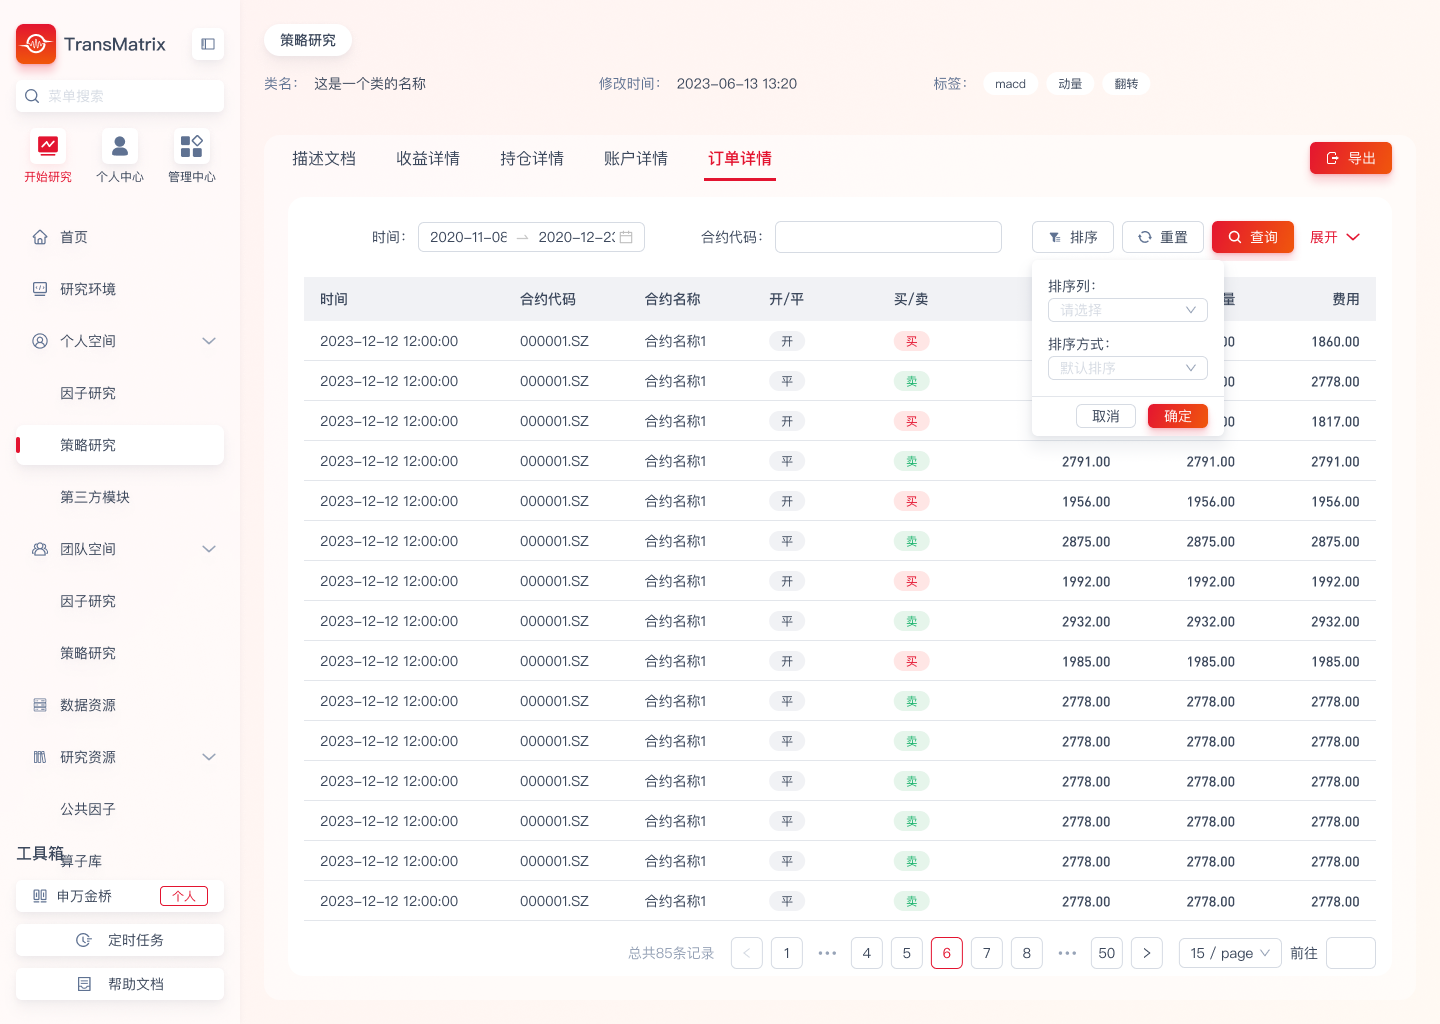 TransMatrix
菜单搜索
开始研究 个人中心 管理中心
首页
研究环境
个人空间
因子研究
策略研究
第三方模块
团队空间
因子研究
策略研究
数据资源
研究资源
公共因子
工具箱
算子库
申万金桥 个人
定时任务
帮助文档
策略研究
类名： 这是一个类的名称 修改时间： 2023-06-13 13:20 标签： macd 动量 翻转
描述文档 收益详情 持仓详情 账户详情 订单详情 导出
时间： 2020-11-08 2020-12-23 合约代码： 排序 重置 查询 展开
排序列：
请选择
排序方式：
默认排序
取消 确定
时间 合约代码 合约名称 开/平 买/卖 量 费用
2023-12-12 12:00:00 000001.SZ 合约名称1 开 买 00 1860.00
2023-12-12 12:00:00 000001.SZ 合约名称1 平 卖 00 2778.00
2023-12-12 12:00:00 000001.SZ 合约名称1 开 买 00 1817.00
2023-12-12 12:00:00 000001.SZ 合约名称1 平 卖 2791.00 2791.00 2791.00
2023-12-12 12:00:00 000001.SZ 合约名称1 开 买 1956.00 1956.00 1956.00
2023-12-12 12:00:00 000001.SZ 合约名称1 平 卖 2875.00 2875.00 2875.00
2023-12-12 12:00:00 000001.SZ 合约名称1 开 买 1992.00 1992.00 1992.00
2023-12-12 12:00:00 000001.SZ 合约名称1 平 卖 2932.00 2932.00 2932.00
2023-12-12 12:00:00 000001.SZ 合约名称1 开 买 1985.00 1985.00 1985.00
2023-12-12 12:00:00 000001.SZ 合约名称1 平 卖 2778.00 2778.00 2778.00
2023-12-12 12:00:00 000001.SZ 合约名称1 平 卖 2778.00 2778.00 2778.00
2023-12-12 12:00:00 000001.SZ 合约名称1 平 卖 2778.00 2778.00 2778.00
2023-12-12 12:00:00 000001.SZ 合约名称1 平 卖 2778.00 2778.00 2778.00
2023-12-12 12:00:00 000001.SZ 合约名称1 平 卖 2778.00 2778.00 2778.00
2023-12-12 12:00:00 000001.SZ 合约名称1 平 卖 2778.00 2778.00 2778.00
总共85条记录 < 1 ••• 4 5 6 7 8 ••• 50 > 15 / page 前往